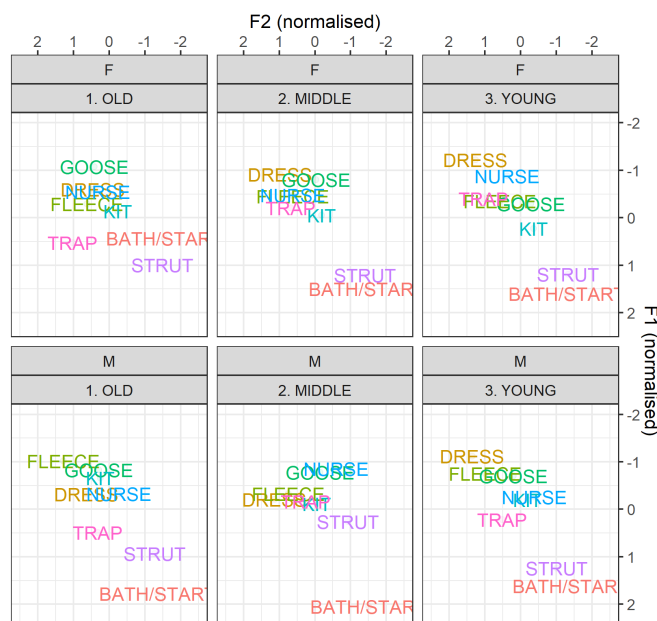 F2 (normalised)
2 1 0 -1 -2 2 1 0 -1 -2 2 1 0 -1 -2
F F F
1. OLD 2. MIDDLE 3. YOUNG
GOOSE
DRESS
NURSE
FLEECE
KIT
TRAP
BATH/STAR
STRUT
DRESS
GOOSE
FLEECE
NURSE
TRAP
KIT
STRUT
BATH/STAR
DRESS
NURSE
TRAP
FLEECE
GOOSE
KIT
STRUT
BATH/START
-2
-1
0
1
2
F1 (normalised)
M M M
1. OLD 2. MIDDLE 3. YOUNG
FLEECE
GOOSE
KIT
DRESS
NURSE
TRAP
STRUT
BATH/START
NURSE
GOOSE
FLEECE
DRESS
TRAP
KIT
STRUT
BATH/STAR
DRESS
FLEECE
GOOSE
NURSE
KIT
TRAP
STRUT
BATH/START
-2
-1
0
1
2